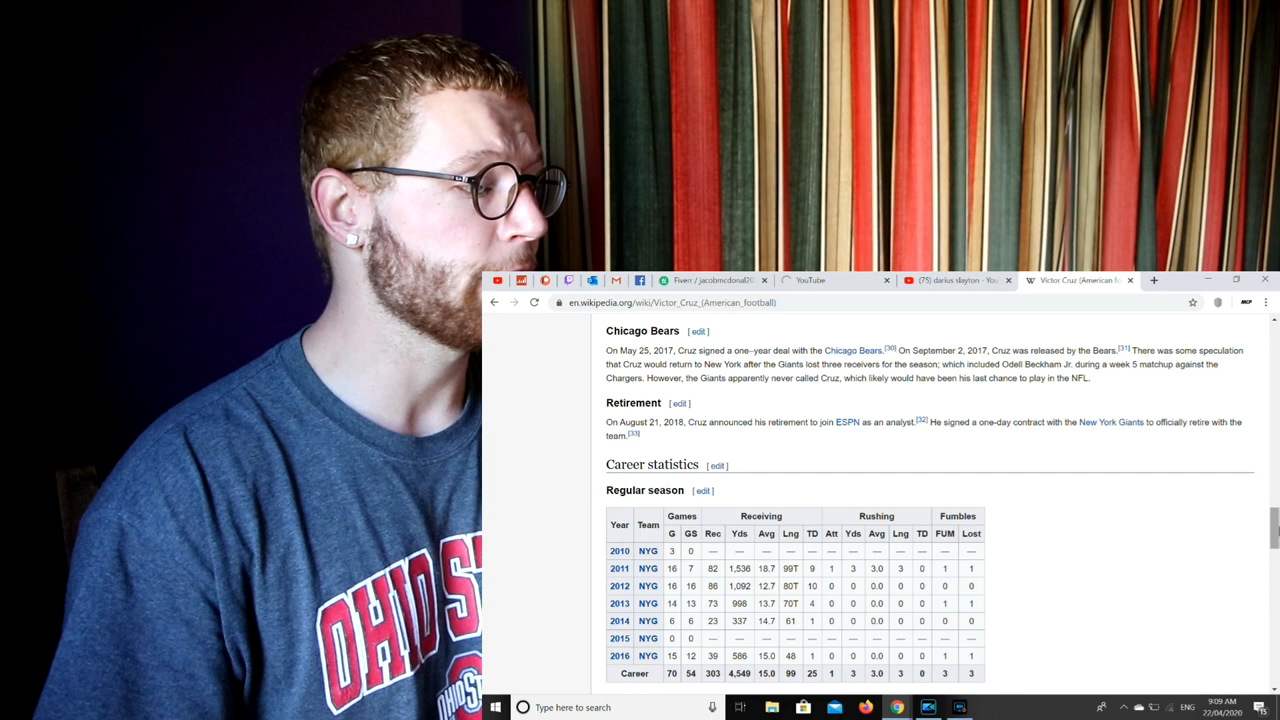 Fiverr / jacobmcdonal20
YouTube
(75) darius slayton - You
Victor Cruz (American fo
en.wikipedia.org/wiki/Victor_Cruz_(American_football)
Chicago Bears [ edit ]
On May 25, 2017, Cruz signed a one–year deal with the Chicago Bears.[30] On September 2, 2017, Cruz was released by the Bears.[31] There was some speculation
that Cruz would return to New York after the Giants lost three receivers for the season; which included Odell Beckham Jr. during a week 5 matchup against the
Chargers. However, the Giants apparently never called Cruz, which likely would have been his last chance to play in the NFL.
Retirement [ edit ]
On August 21, 2018, Cruz announced his retirement to join ESPN as an analyst.[32] He signed a one-day contract with the New York Giants to officially retire with the
team.[33]
Career statistics [ edit ]
Regular season [ edit ]
Year Team Games Receiving Rushing Fumbles
G GS Rec Yds Avg Lng TD Att Yds Avg Lng TD FUM Lost
2010 NYG 3 0 — — — — — — — — — — — —
2011 NYG 16 7 82 1,536 18.7 99T 9 1 3 3.0 3 0 1 1
2012 NYG 16 16 86 1,092 12.7 80T 10 0 0 0.0 0 0 0 0
2013 NYG 14 13 73 998 13.7 70T 4 0 0 0.0 0 0 1 1
2014 NYG 6 6 23 337 14.7 61 1 0 0 0.0 0 0 0 0
2015 NYG 0 0 — — — — — — — — — — — —
2016 NYG 15 12 39 586 15.0 48 1 0 0 0.0 0 0 1 1
Career 70 54 303 4,549 15.0 99 25 1 3 3.0 3 0 3 3
OHIO S
OHIO S
Type here to search
ENG
9:09 AM
22/04/2020
15